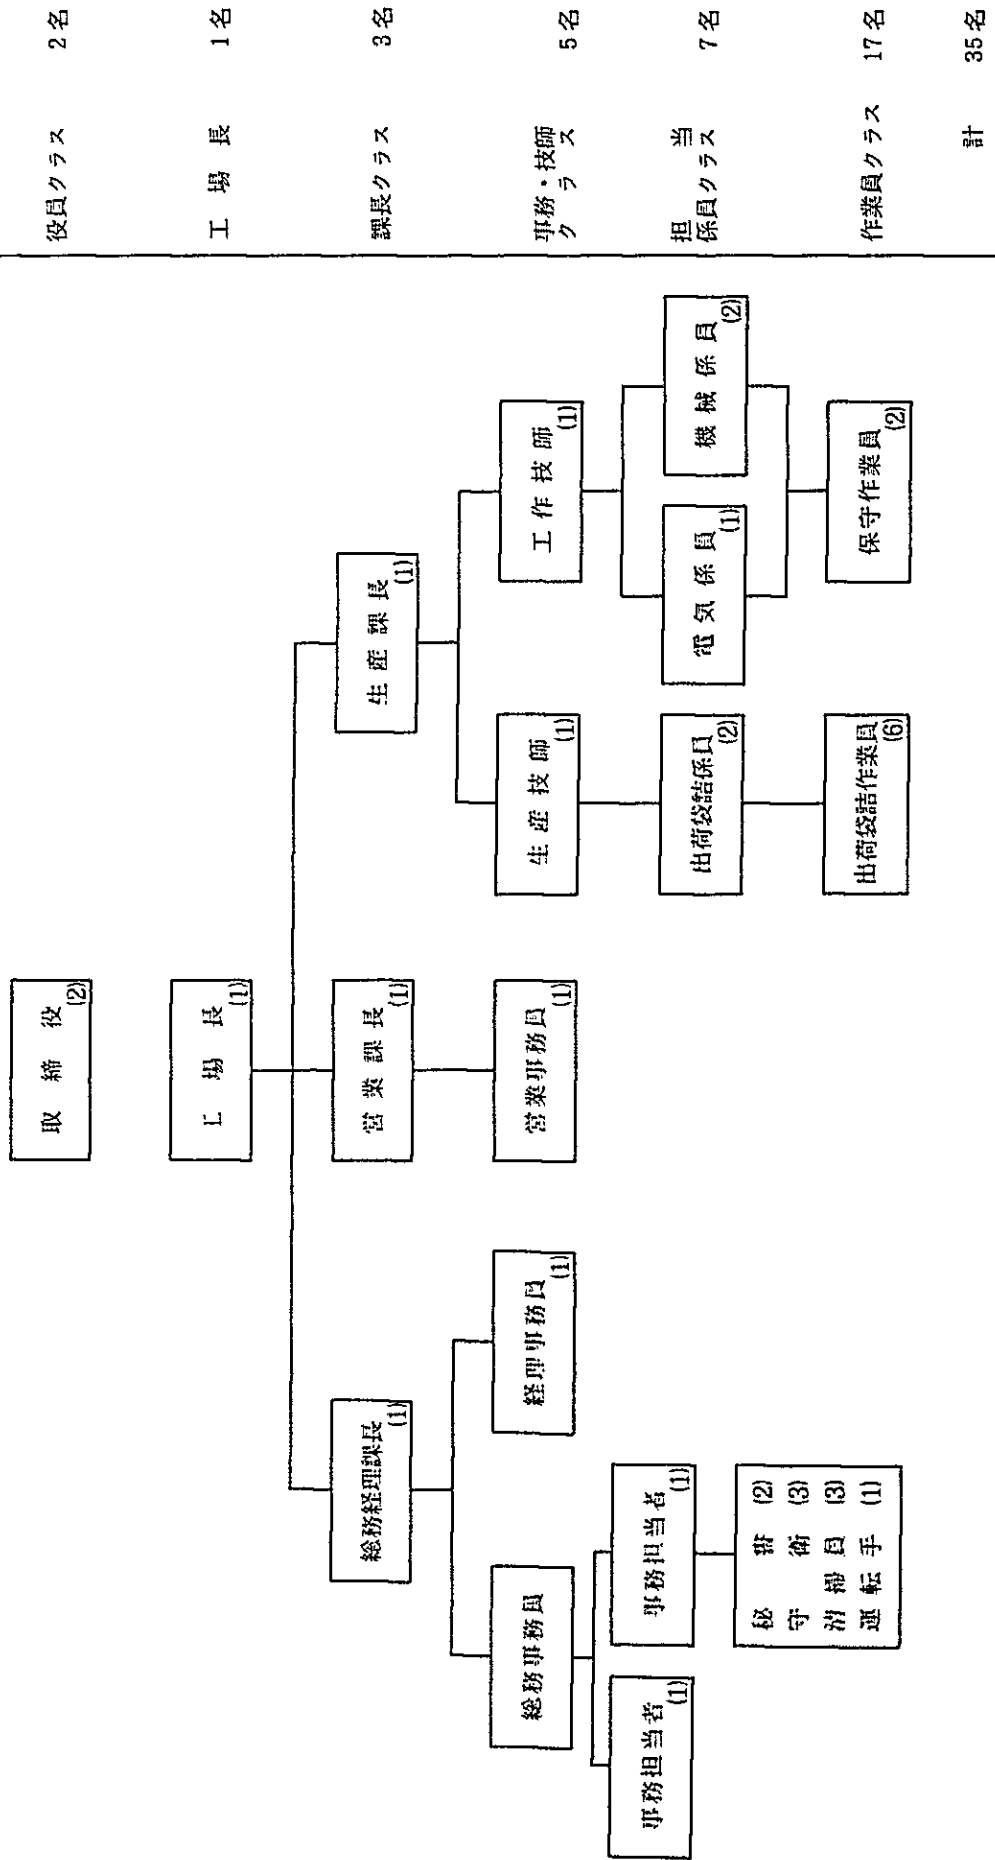 取締役
(2)
工場長
(1)
総務経理課長
(1)
営業課長
(1)
生産課長
(1)
総務事務員
経理事務員
(1)
営業事務員
(1)
生産技師
(1)
工作技師
(1)
事務担当者
(1)
事務担当者
(1)
出荷袋詰係員
(2)
電気係員
(1)
機械係員
(2)
秘書 (2)
守衛 (3)
清掃員 (3)
運転手 (1)
出荷袋詰作業員
(6)
保守作業員
(2)
役員クラス 2名
工場長 1名
課長クラス 3名
事務・技師
クラス 5名
担当
係員クラス 7名
作業員クラス 17名
計 35名